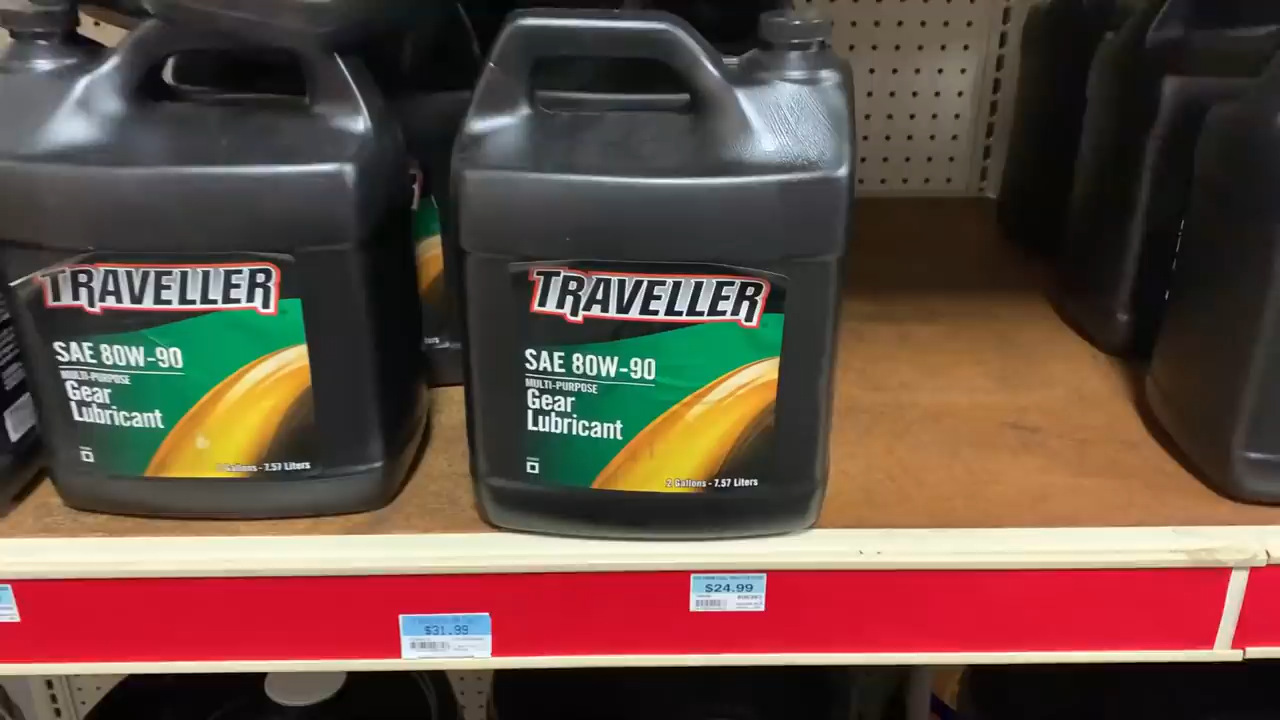 TRAVELLER
SAE 80W-90
MULTI-PURPOSE
Gear
Lubricant
2 Gallons - 7.57 Liters
TRAVELLER
SAE 80W-90
MULTI-PURPOSE
Gear
Lubricant
2 Gallons - 7.57 Liters
$24.99
$31.99